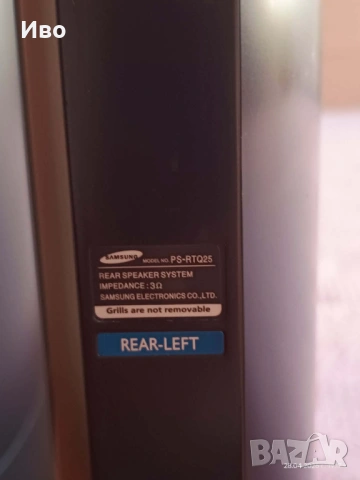 Иво
SAMSUNG MODEL NO. PS-RTQ25
REAR SPEAKER SYSTEM
IMPEDANCE : 3Ω
SAMSUNG ELECTRONICS CO.,LTD.
Grills are not removable
REAR-LEFT
BAZAR